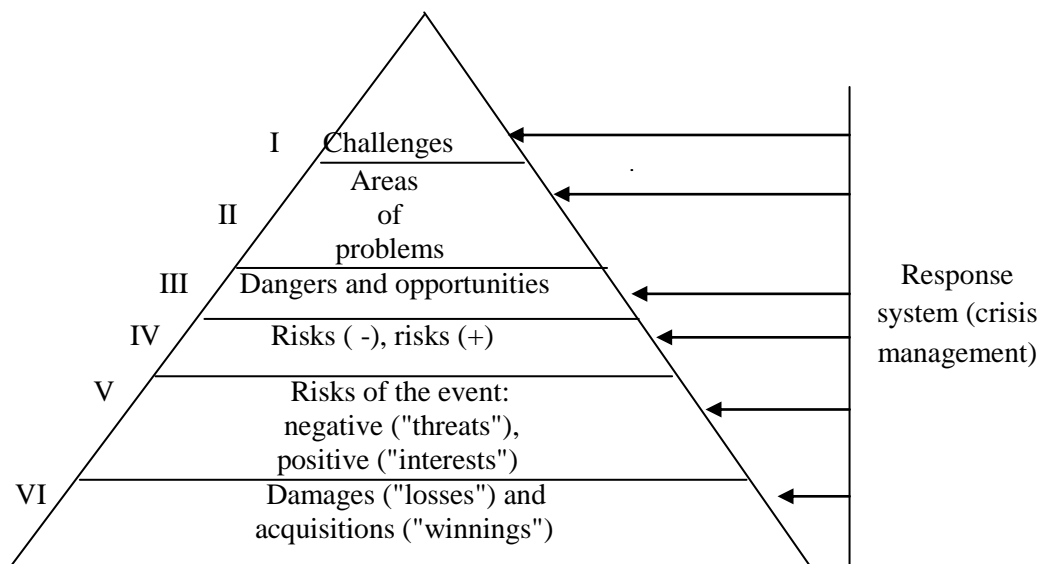 I Challenges
Areas
of
II
problems
III Dangers and opportunities
IV Risks ( -), risks (+)
V Risks of the event:
negative ("threats"),
positive ("interests")
VI Damages ("losses") and
acquisitions ("winnings")
Response
system (crisis
management)